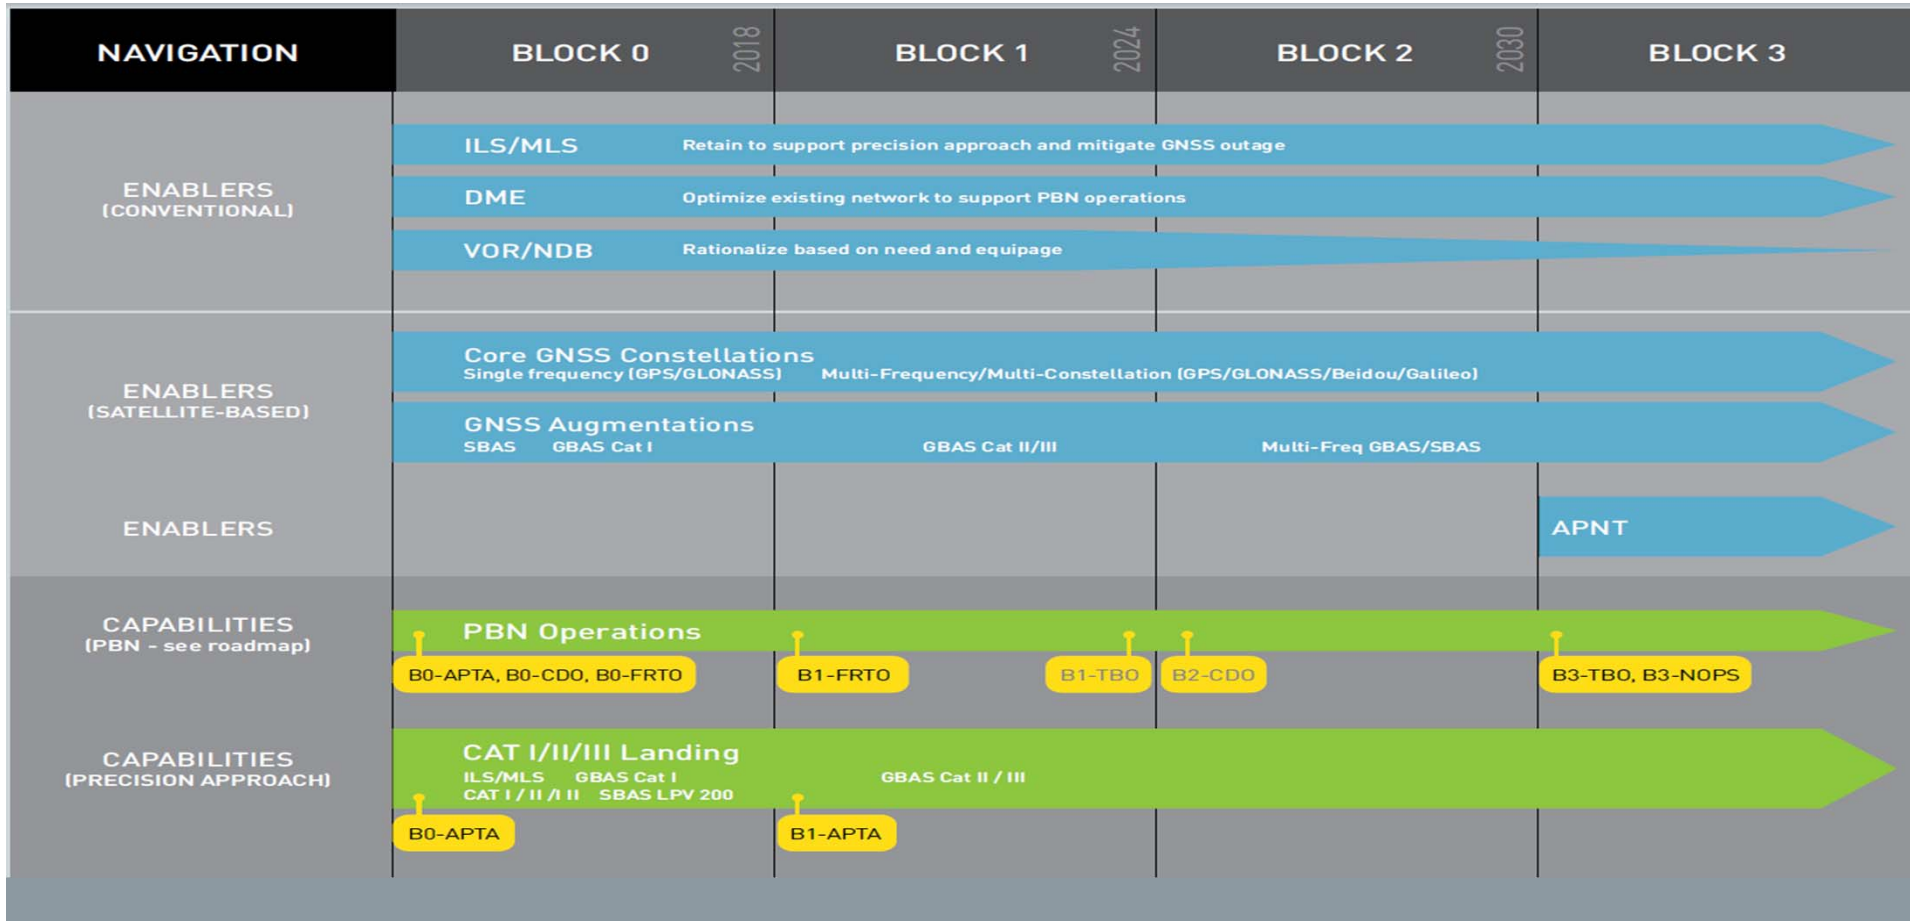 NAVIGATION
BLOCK 0
2018
BLOCK 1
2024
BLOCK 2
2030
BLOCK 3
ENABLERS
(CONVENTIONAL)
ILS/MLS Retain to support precision approach and mitigate GNSS outage
DME Optimize existing network to support PBN operations
VOR/NDB Rationalize based on need and equipage
ENABLERS
(SATELLITE-BASED)
Core GNSS Constellations
Single frequency (GPS/GLONASS) Multi-Frequency/Multi-Constellation (GPS/GLONASS/Beidou/Galileo)
GNSS Augmentations
SBAS GBAS Cat I GBAS Cat II/III Multi-Freq GBAS/SBAS
ENABLERS
APNT
CAPABILITIES
(PBN - see roadmap)
PBN Operations
B0-APTA, B0-CDO, B0-FRTO
B1-FRTO
B1-TBO
B2-CDO
B3-TBO, B3-NOPS
CAPABILITIES
(PRECISION APPROACH)
CAT I/II/III Landing
ILS/MLS GBAS Cat I GBAS Cat II / III
CAT I / II /I II SBAS LPV 200
B0-APTA
B1-APTA